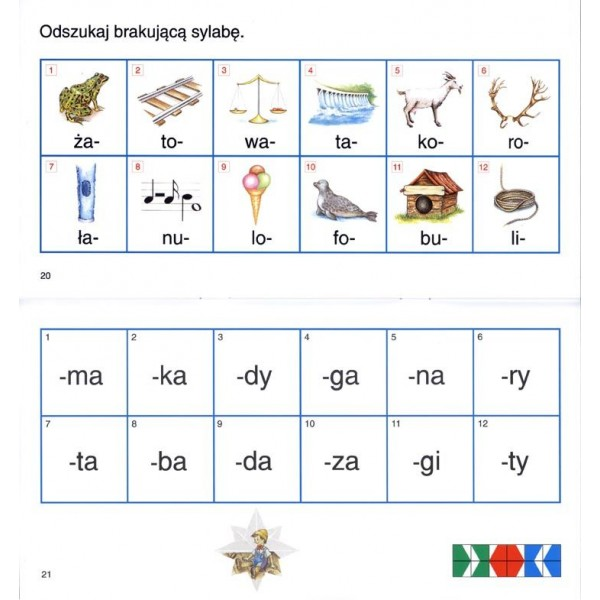 Odszukaj brakującą sylabę.
1 2 3 4 5 6
ża- to- wa- ta- ko- ro-
7 8 9 10 11 12
ła- nu- lo- fo- bu- li-
20
1 2 3 4 5 6
-ma -ka -dy -ga -na -ry
7 8 9 10 11 12
-ta -ba -da -za -gi -ty
21